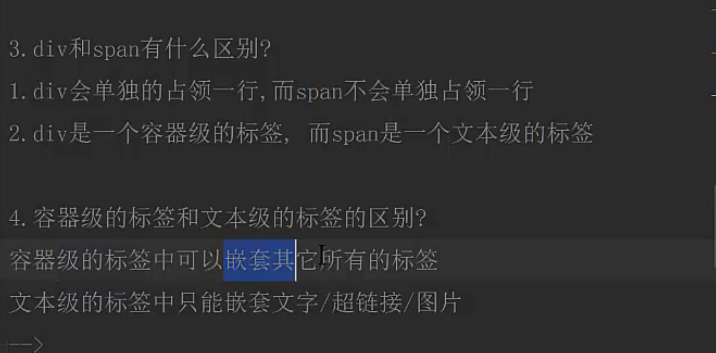 3.div和span有什么区别?
1.div会单独的占领一行,而span不会单独占领一行
2.div是一个容器级的标签, 而span是一个文本级的标签
4.容器级的标签和文本级的标签的区别?
容器级的标签中可以嵌套其它所有的标签
文本级的标签中只能嵌套文字/超链接/图片
-->